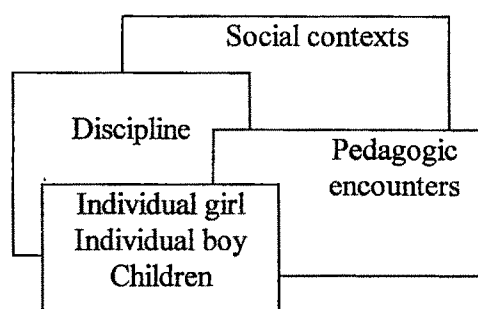 Social contexts
Discipline
Pedagogic
encounters
Individual girl
Individual boy
Children